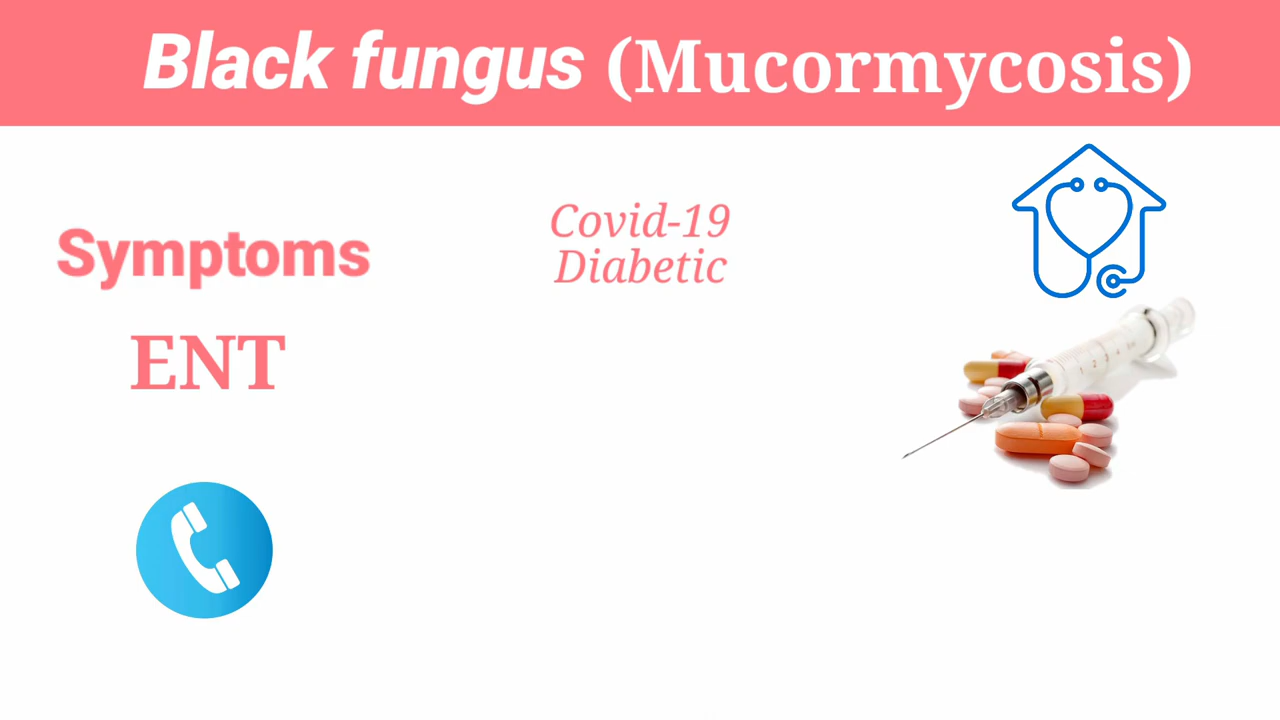 Black fungus (Mucormycosis)
Symptoms
ENT
Covid-19
Diabetic